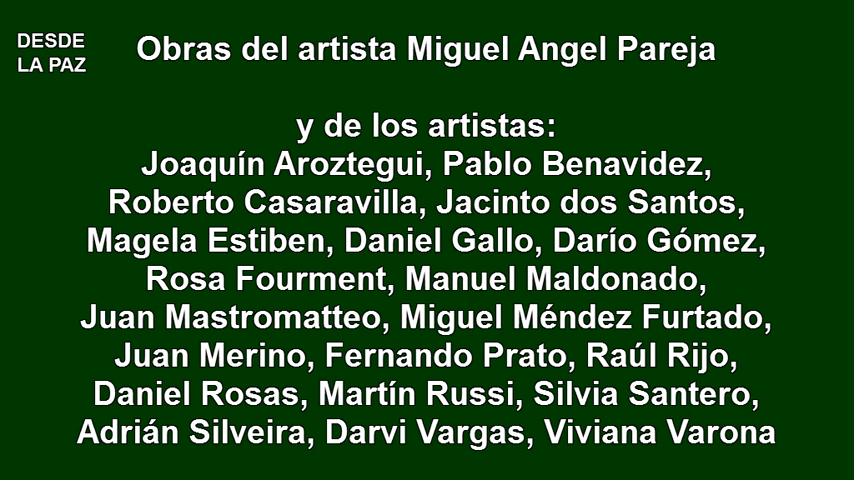 DESDE
LA PAZ
Obras del artista Miguel Angel Pareja
y de los artistas:
Joaquín Aroztegui, Pablo Benavidez,
Roberto Casaravilla, Jacinto dos Santos,
Magela Estiben, Daniel Gallo, Darío Gómez,
Rosa Fourment, Manuel Maldonado,
Juan Mastromatteo, Miguel Méndez Furtado,
Juan Merino, Fernando Prato, Raúl Rijo,
Daniel Rosas, Martín Russi, Silvia Santero,
Adrián Silveira, Darvi Vargas, Viviana Varona